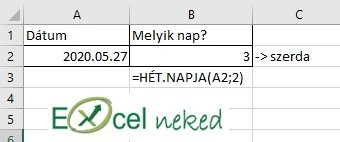 A B C
1 Dátum Melyik nap?
2 2020.05.27 3 -> szerda
3 =HÉT.NAPJA(A2;2)
4
5
6
Excel neked